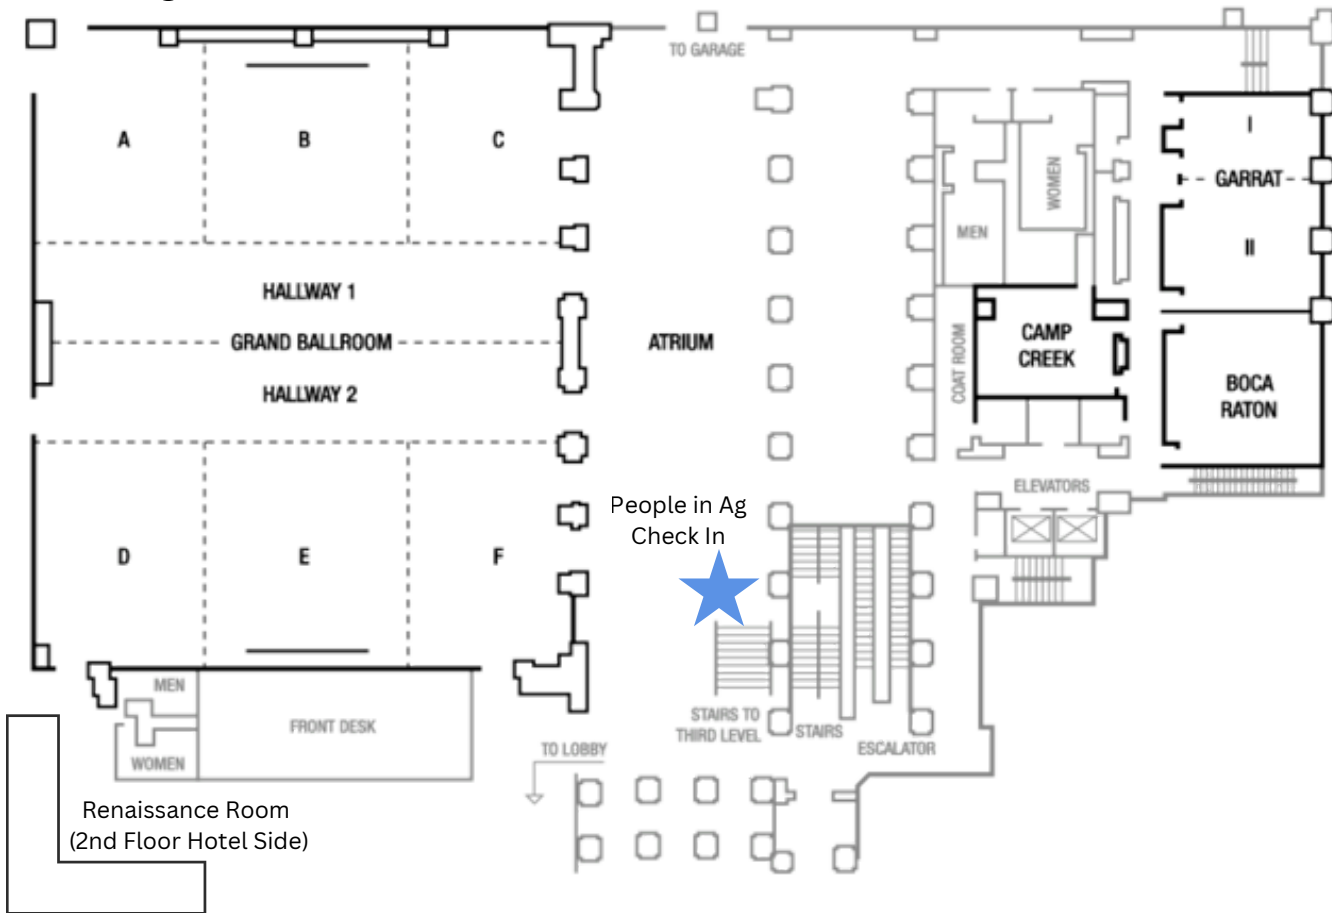 TO GARAGE
A
B
C
I
GARRAT
II
WOMEN
MEN
HALLWAY 1
GRAND BALLROOM
HALLWAY 2
ATRIUM
COAT ROOM
CAMP
CREEK
BOCA
RATON
ELEVATORS
People in Ag
Check In
D
E
F
MEN
FRONT DESK
WOMEN
STAIRS TO
THIRD LEVEL
STAIRS
ESCALATOR
TO LOBBY
Renaissance Room
(2nd Floor Hotel Side)